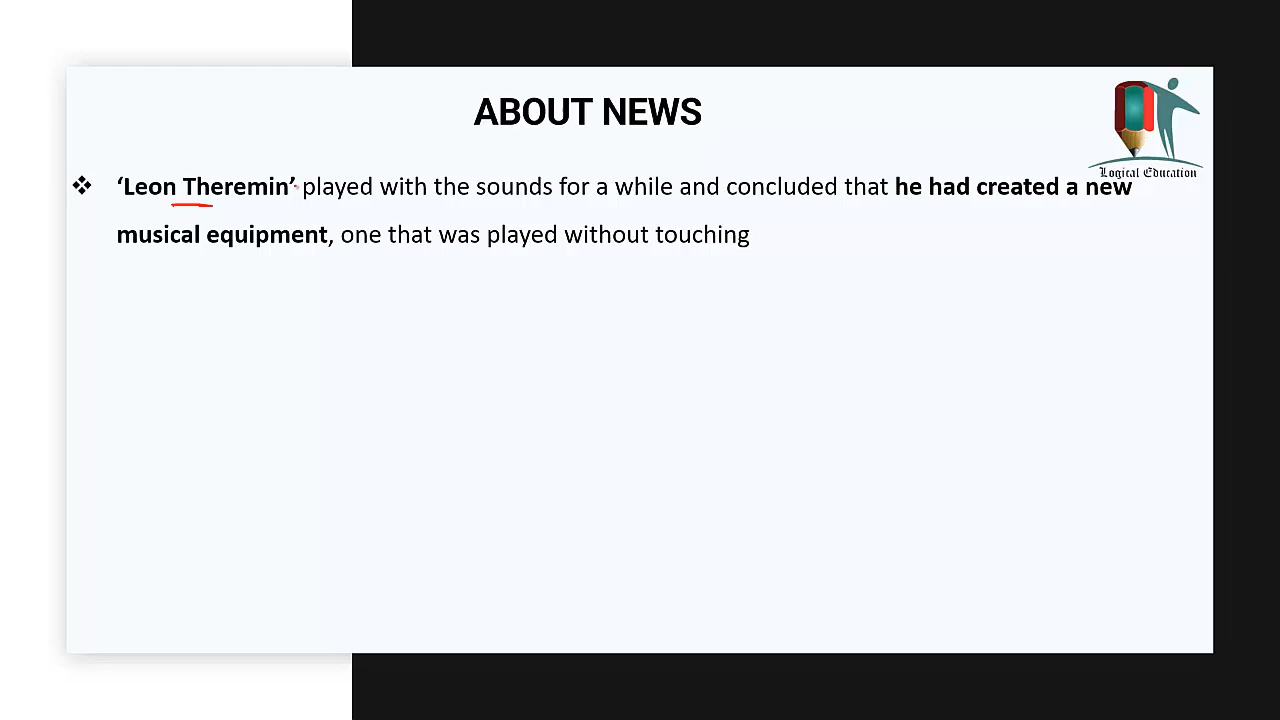 ABOUT NEWS
Logical Education
❖ ‘Leon Theremin’ played with the sounds for a while and concluded that he had created a new
musical equipment, one that was played without touching